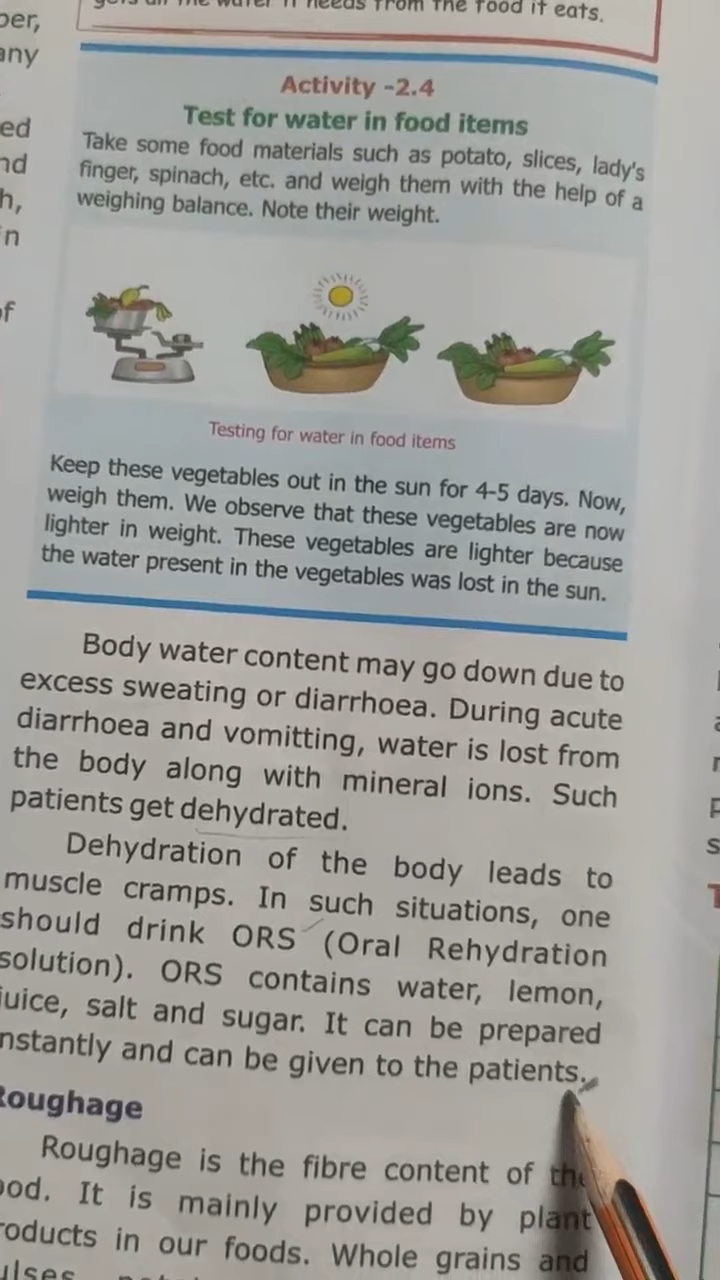 needs from the food it eats.
any
Activity -2.4
Test for water in food items
Take some food materials such as potato, slices, lady's
finger, spinach, etc. and weigh them with the help of a
weighing balance. Note their weight.
Testing for water in food items
Keep these vegetables out in the sun for 4-5 days. Now,
weigh them. We observe that these vegetables are now
lighter in weight. These vegetables are lighter because
the water present in the vegetables was lost in the sun.
Body water content may go down due to
excess sweating or diarrhoea. During acute
diarrhoea and vomitting, water is lost from
the body along with mineral ions. Such
patients get dehydrated.
Dehydration of the body leads to
muscle cramps. In such situations, one
should drink ORS (Oral Rehydration
solution). ORS contains water, lemon,
juice, salt and sugar. It can be prepared
nstantly and can be given to the patients.
Roughage
Roughage is the fibre content of the
ood. It is mainly provided by plant
roducts in our foods. Whole grains and